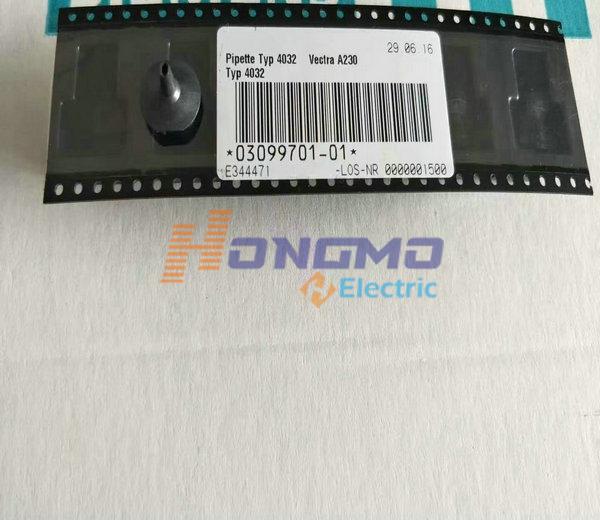 29 06 16
Pipette Typ 4032 Vectra A230
Typ 4032
*03099701-01*
E344471 -LOS-NR 0000001500
HONGMO
Electric